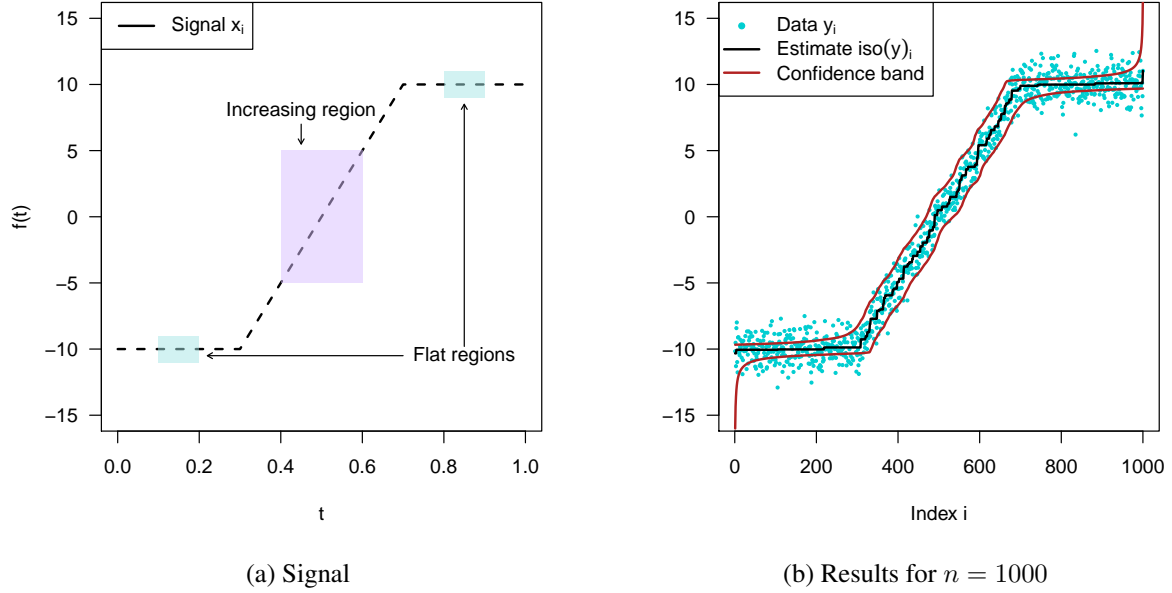 Signal xᵢ
Increasing region
Flat regions
f(t)
15
10
5
0
−5
−10
−15
0.0 0.2 0.4 0.6 0.8 1.0
t
(a) Signal
Data yᵢ
Estimate iso(y)ᵢ
Confidence band
15
10
5
0
−5
−10
−15
0 200 400 600 800 1000
Index i
(b) Results for n = 1000